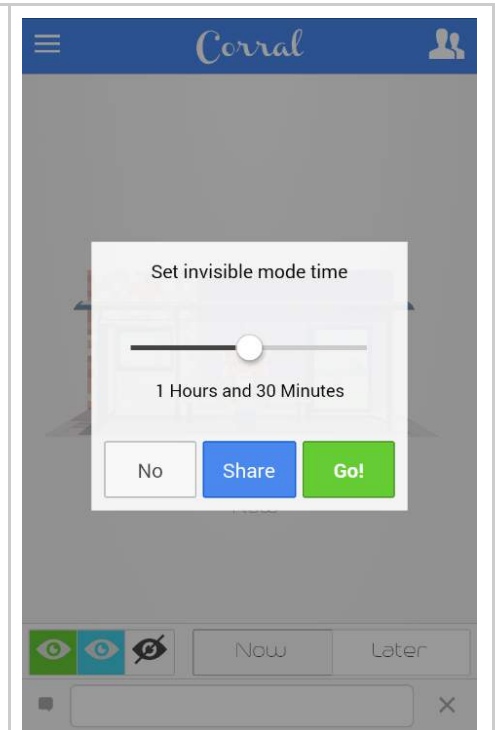 Corral
Set invisible mode time
1 Hours and 30 Minutes
No Share Go!
Now Later